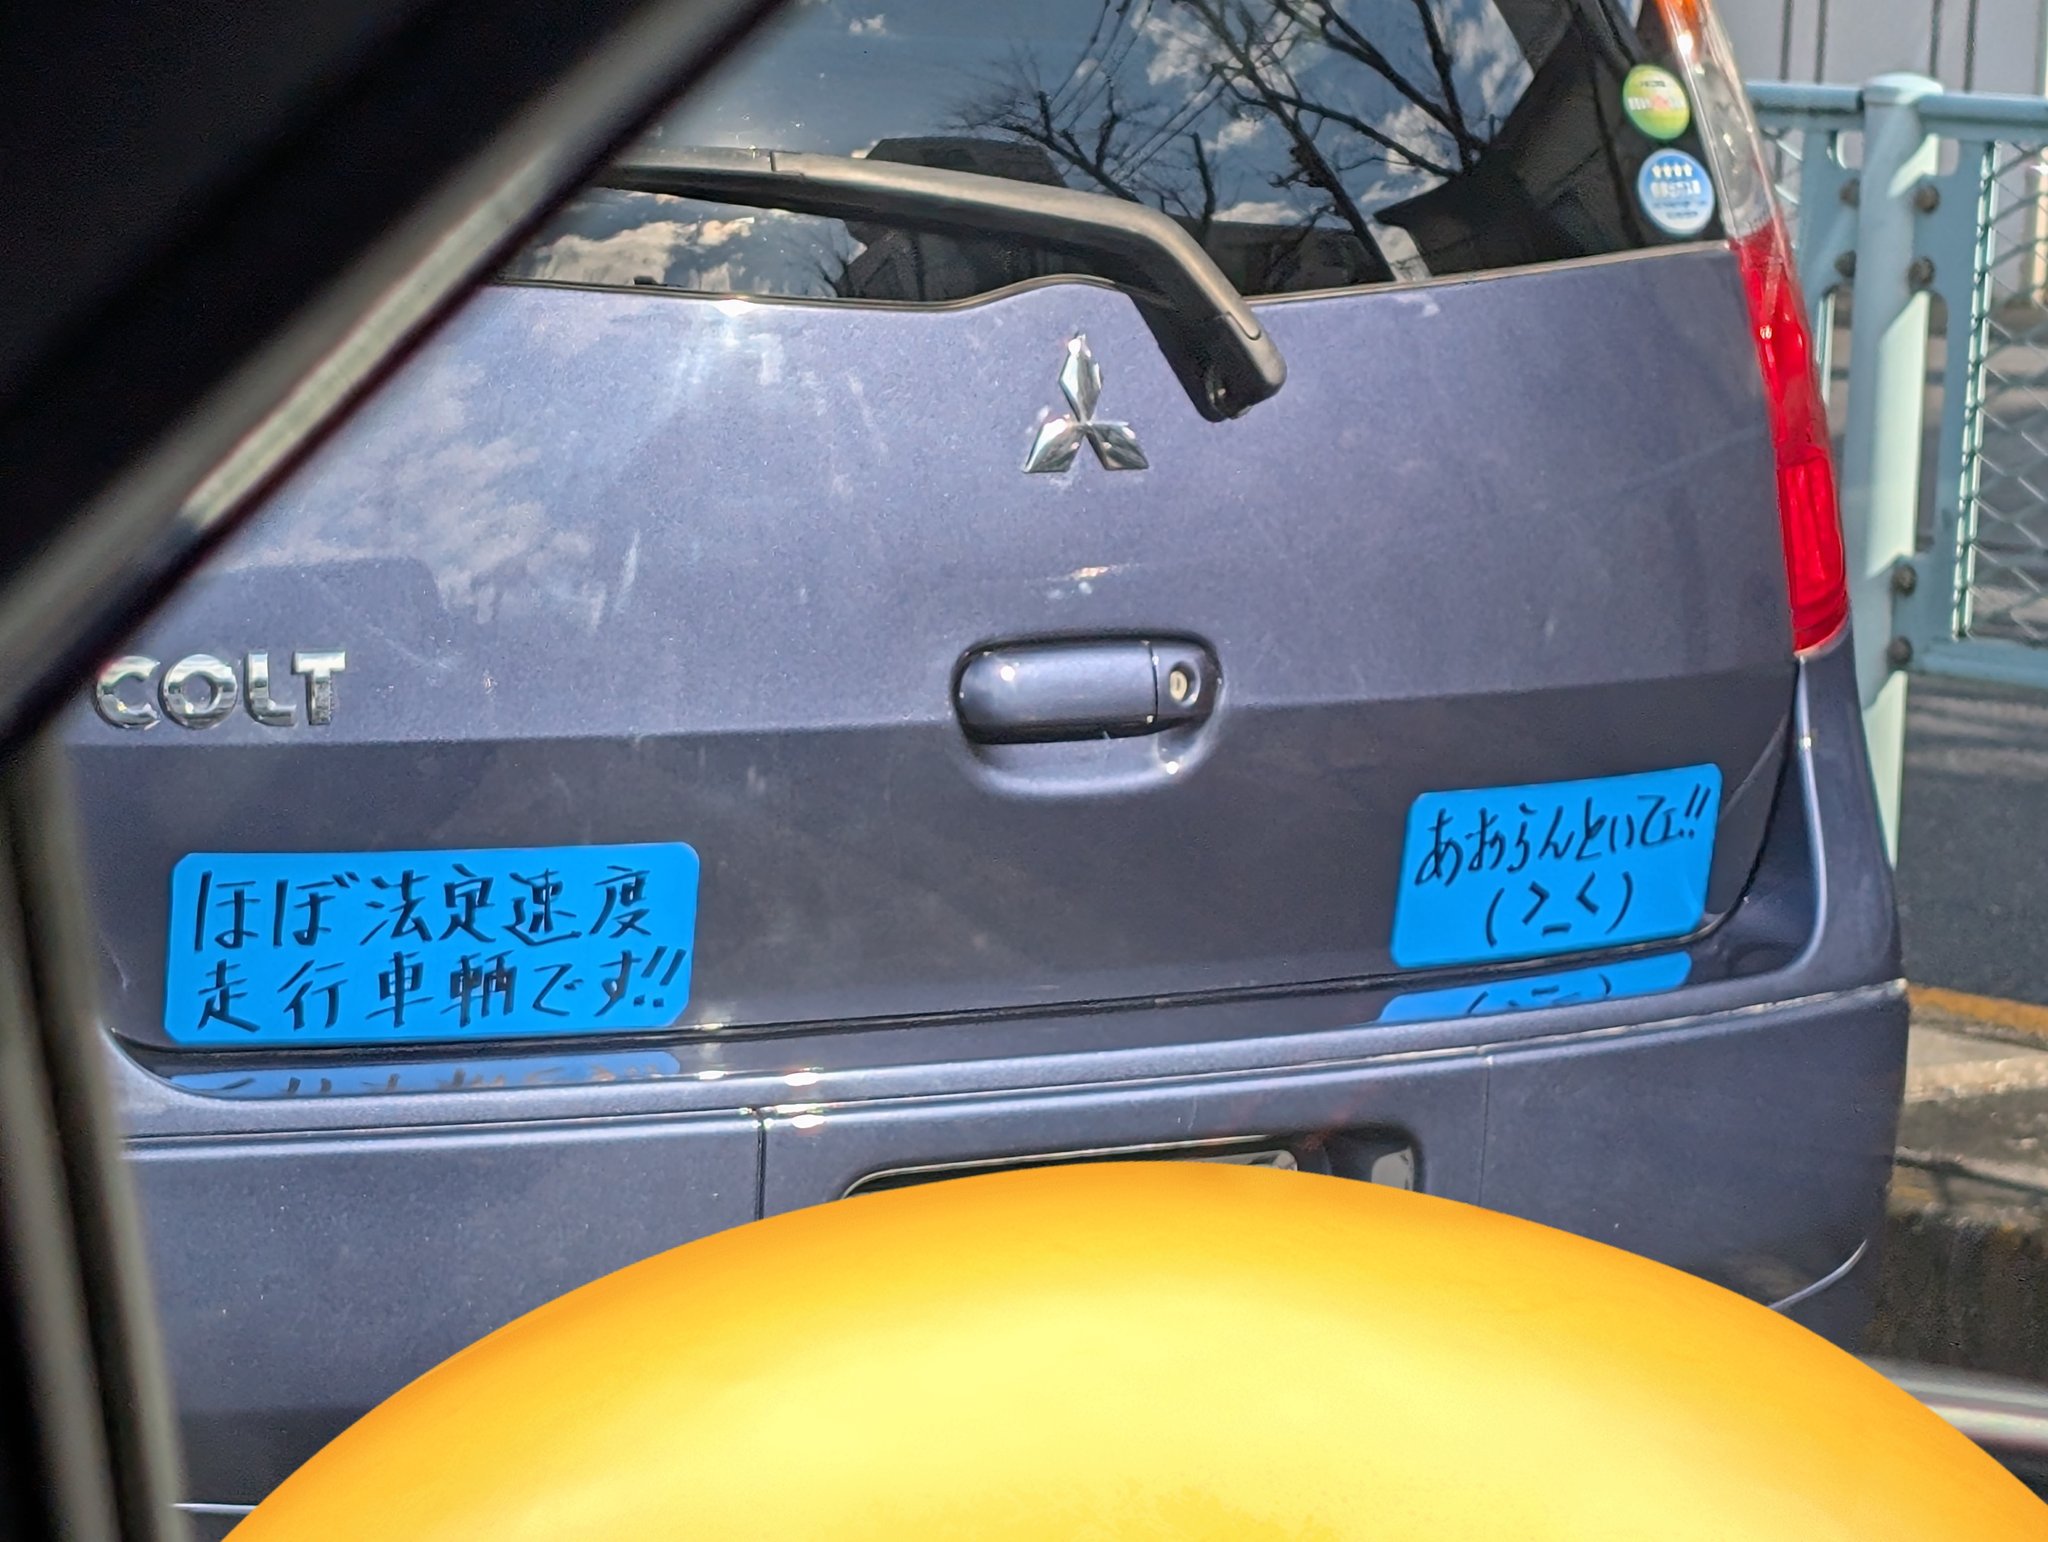 COLT
ほぼ法定速度
走行車輌です!!
あおらんといてェ!!
(>_<)